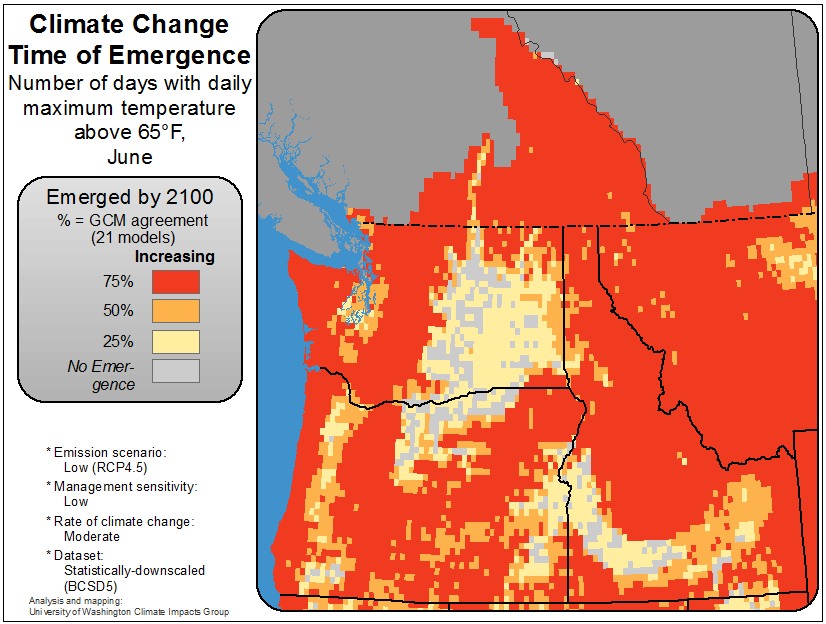 Climate Change
Time of Emergence
Number of days with daily
maximum temperature
above 65°F,
June
Emerged by 2100
% = GCM agreement
(21 models)
Increasing
75%
50%
25%
No Emer-
gence
* Emission scenario:
Low (RCP4.5)
* Management sensitivity:
Low
* Rate of climate change:
Moderate
* Dataset:
Statistically-downscaled
(BCSD5)
Analysis and mapping:
University of Washington Climate Impacts Group